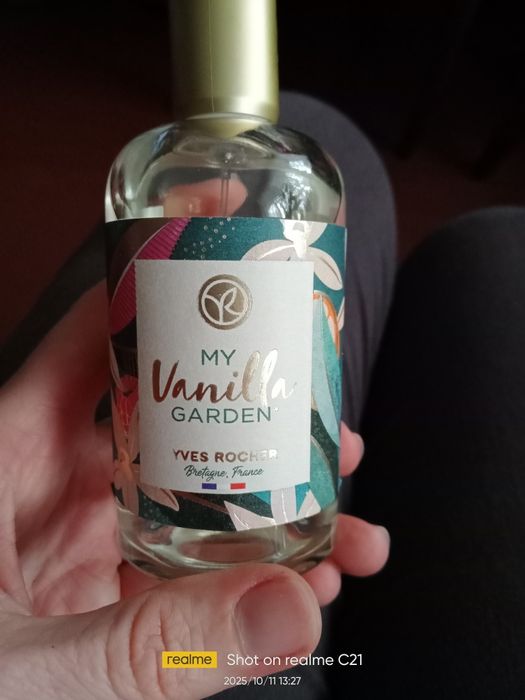 MY
Vanilla
GARDEN
YVES ROCHER
Bretagne, France
realme Shot on realme C21
2025/10/11 13:27